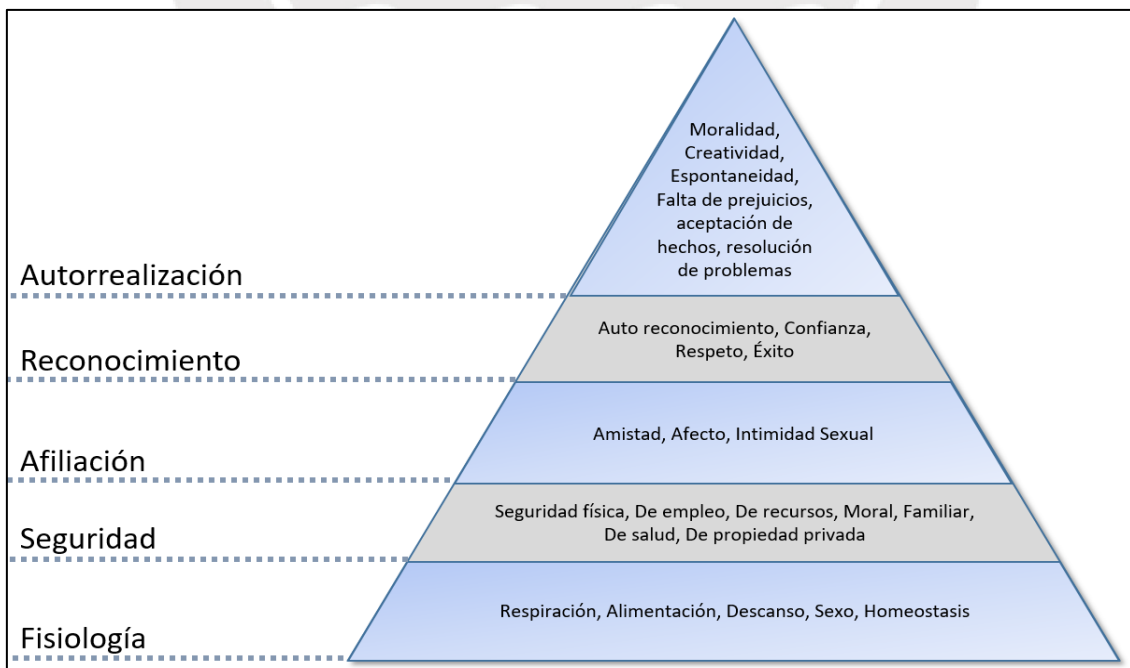 Moralidad,
Creatividad,
Espontaneidad,
Falta de prejuicios,
aceptación de
hechos, resolución
de problemas
Autorrealización
Auto reconocimiento, Confianza,
Respeto, Éxito
Reconocimiento
Amistad, Afecto, Intimidad Sexual
Afiliación
Seguridad física, De empleo, De recursos, Moral, Familiar,
De salud, De propiedad privada
Seguridad
Respiración, Alimentación, Descanso, Sexo, Homeostasis
Fisiología